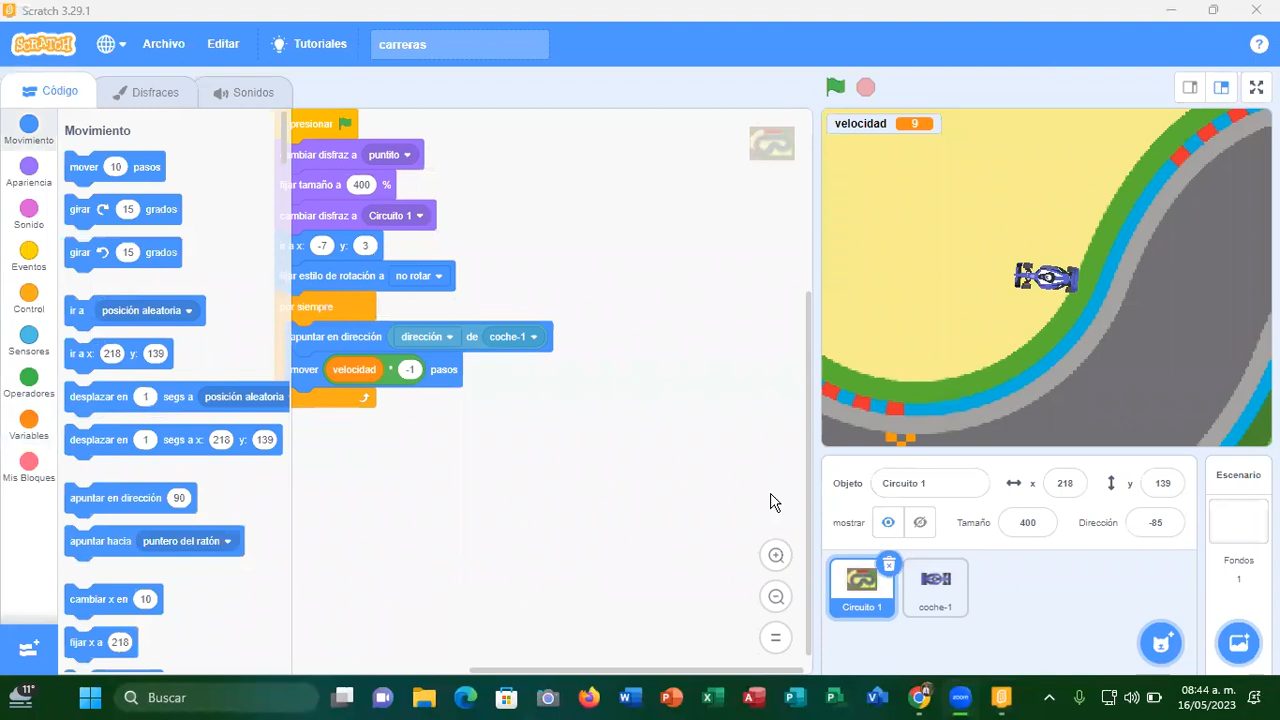 Scratch 3.29.1
SCRATCH
Archivo
Editar
Tutoriales
carreras
?
Código
Disfraces
Sonidos
Movimiento
Apariencia
Sonido
Eventos
Control
Sensores
Operadores
Variables
Mis Bloques
Movimiento
mover 10 pasos
girar 15 grados
girar 15 grados
ir a posición aleatoria
ir a x: 218 y: 139
desplazar en 1 segs a posición aleatoria
desplazar en 1 segs a x: 218 y: 139
apuntar en dirección 90
apuntar hacia puntero del ratón
cambiar x en 10
fijar x a 218
presionar
cambiar disfraz a puntito
fijar tamaño a 400 %
cambiar disfraz a Circuito 1
ir a x: -7 y: 3
fijar estilo de rotación a no rotar
por siempre
apuntar en dirección dirección de coche-1
mover velocidad * -1 pasos
velocidad 9
Objeto Circuito 1 x 218 y 139
mostrar Tamaño 400 Dirección -85
Circuito 1
coche-1
Escenario
Fondos
1
11°
Buscar
08:44 a. m.
16/05/2023